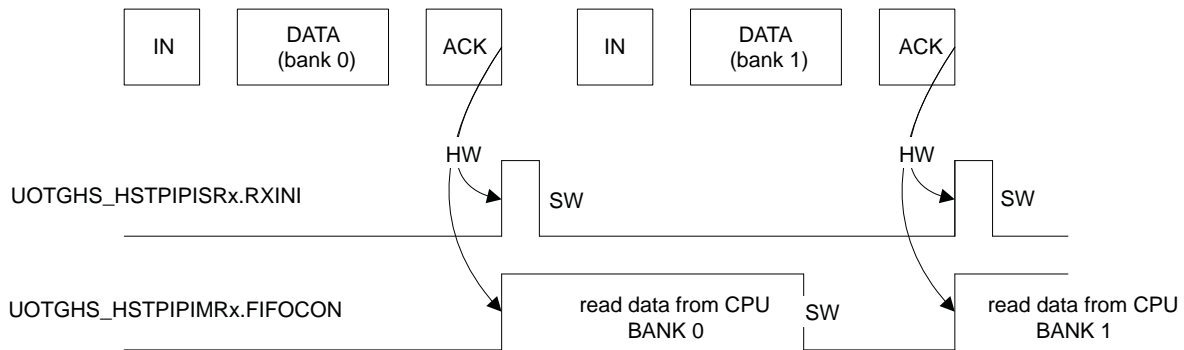 IN
DATA
(bank 0)
ACK
IN
DATA
(bank 1)
ACK
HW
HW
UOTGHS_HSTPIPISRx.RXINI
SW
SW
UOTGHS_HSTPIPIMRx.FIFOCON
read data from CPU
BANK 0
SW
read data from CPU
BANK 1